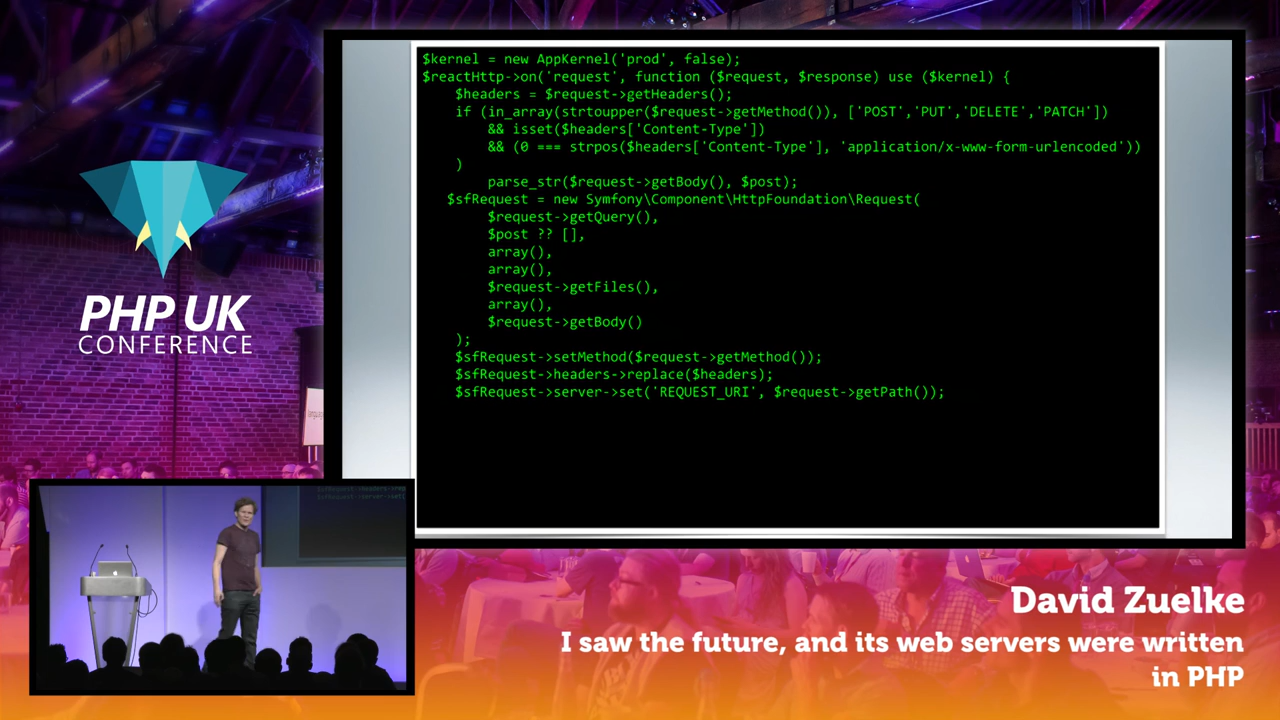 $kernel = new AppKernel('prod', false);
$reactHttp->on('request', function ($request, $response) use ($kernel) {
    $headers = $request->getHeaders();
    if (in_array(strtoupper($request->getMethod()), ['POST','PUT','DELETE','PATCH'])
        && isset($headers['Content-Type'])
        && (0 === strpos($headers['Content-Type'], 'application/x-www-form-urlencoded'))
    )
        parse_str($request->getBody(), $post);
   $sfRequest = new Symfony\Component\HttpFoundation\Request(
        $request->getQuery(),
        $post ?? [],
        array(),
        array(),
        $request->getFiles(),
        array(),
        $request->getBody()
    );
    $sfRequest->setMethod($request->getMethod());
    $sfRequest->headers->replace($headers);
    $sfRequest->server->set('REQUEST_URI', $request->getPath());
PHP UK
CONFERENCE
David Zuelke
I saw the future, and its web servers were written
in PHP